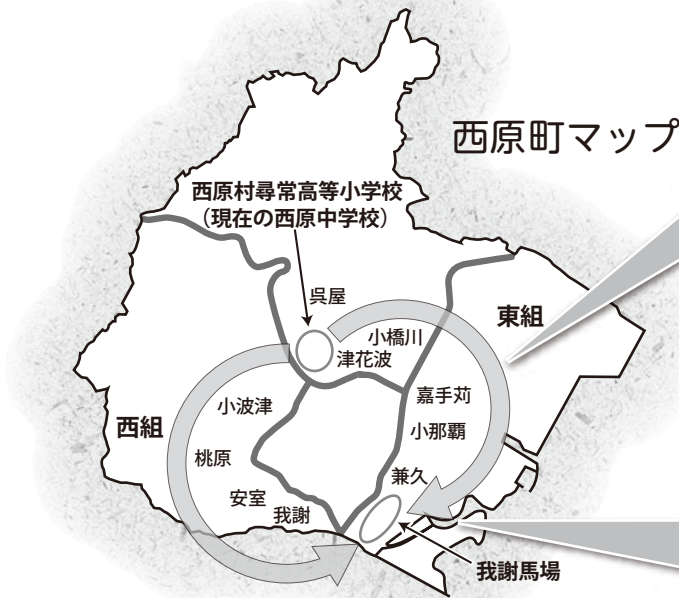 西原町マップ
西原村尋常高等小学校
（現在の西原中学校）
呉屋
小橋川
津花波
東組
嘉手苅
小那覇
兼久
小波津
西組
桃原
安室
我謝
我謝馬場